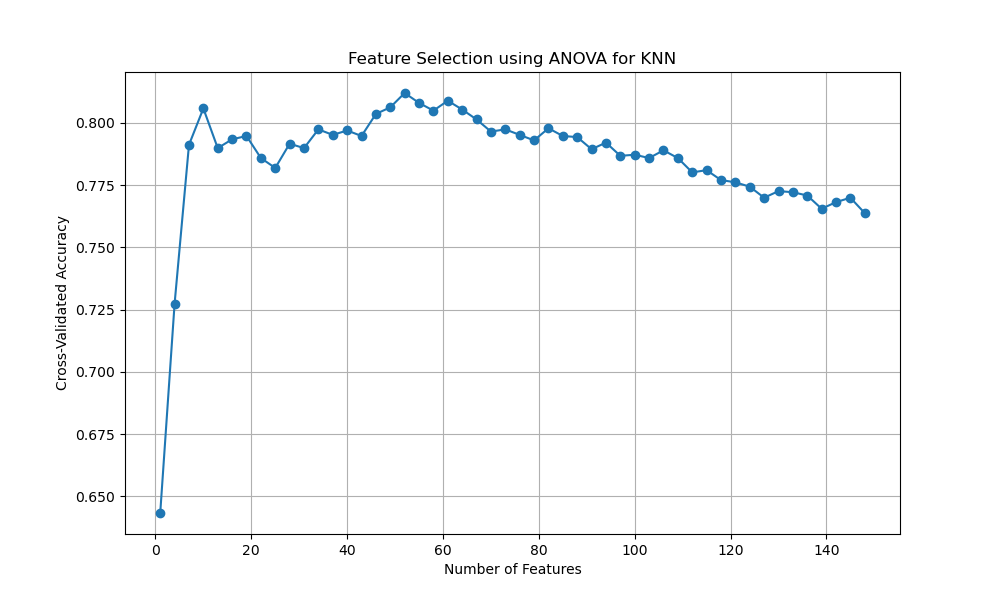 Feature Selection using ANOVA for KNN
0.800
0.775
0.750
0.725
0.700
0.675
0.650
Cross-Validated Accuracy
0 20 40 60 80 100 120 140
Number of Features